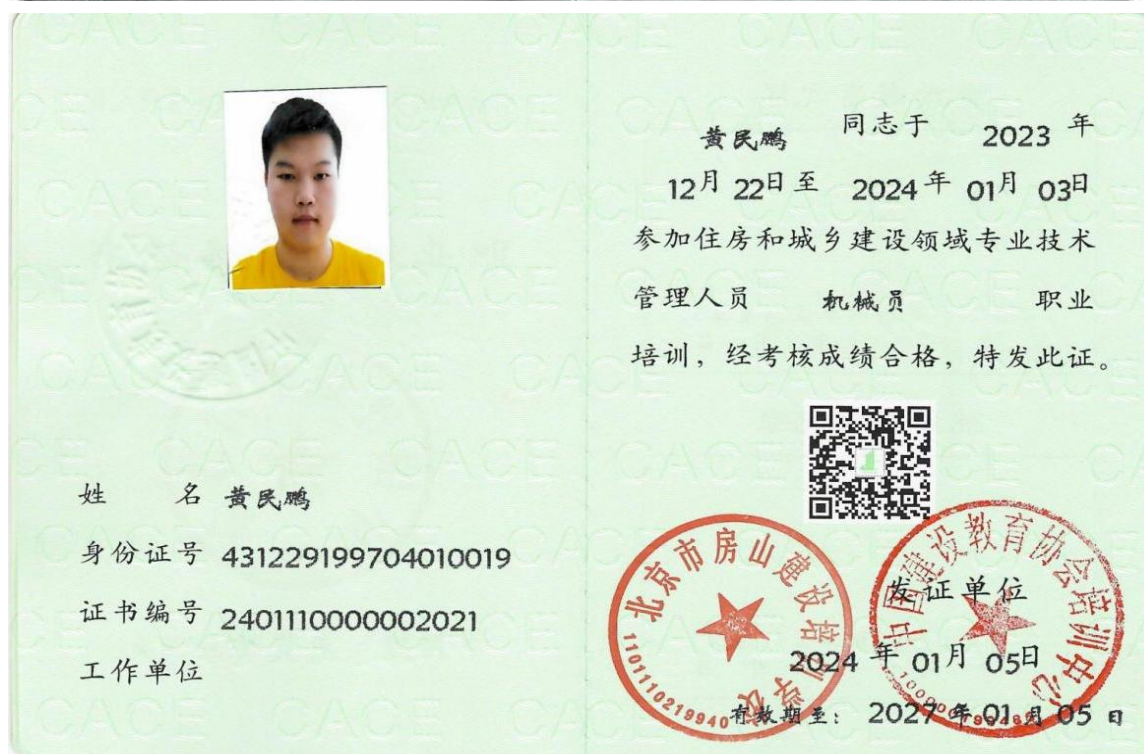 姓 名 黄民鹏
身份证号 431229199704010019
证书编号 2401110000002021
工作单位
黄民鹏 同志于 2023 年
12月 22日 至 2024 年 01月 03日
参加住房和城乡建设领域专业技术
管理人员 机械员 职业
培训，经考核成绩合格，特发此证。
北京市房山建设培训学校
1101110219940
中国建设教育协会培训中心
发证单位
2024 年 01月 05日
有效期至： 2027 年 01 月 05 日
CACE